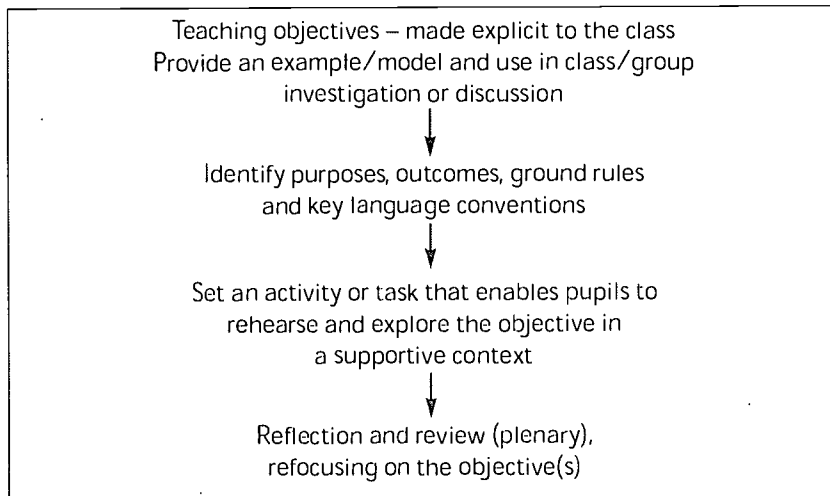 Teaching objectives – made explicit to the class
Provide an example/model and use in class/group
investigation or discussion
Identify purposes, outcomes, ground rules
and key language conventions
Set an activity or task that enables pupils to
rehearse and explore the objective in
a supportive context
Reflection and review (plenary),
refocusing on the objective(s)